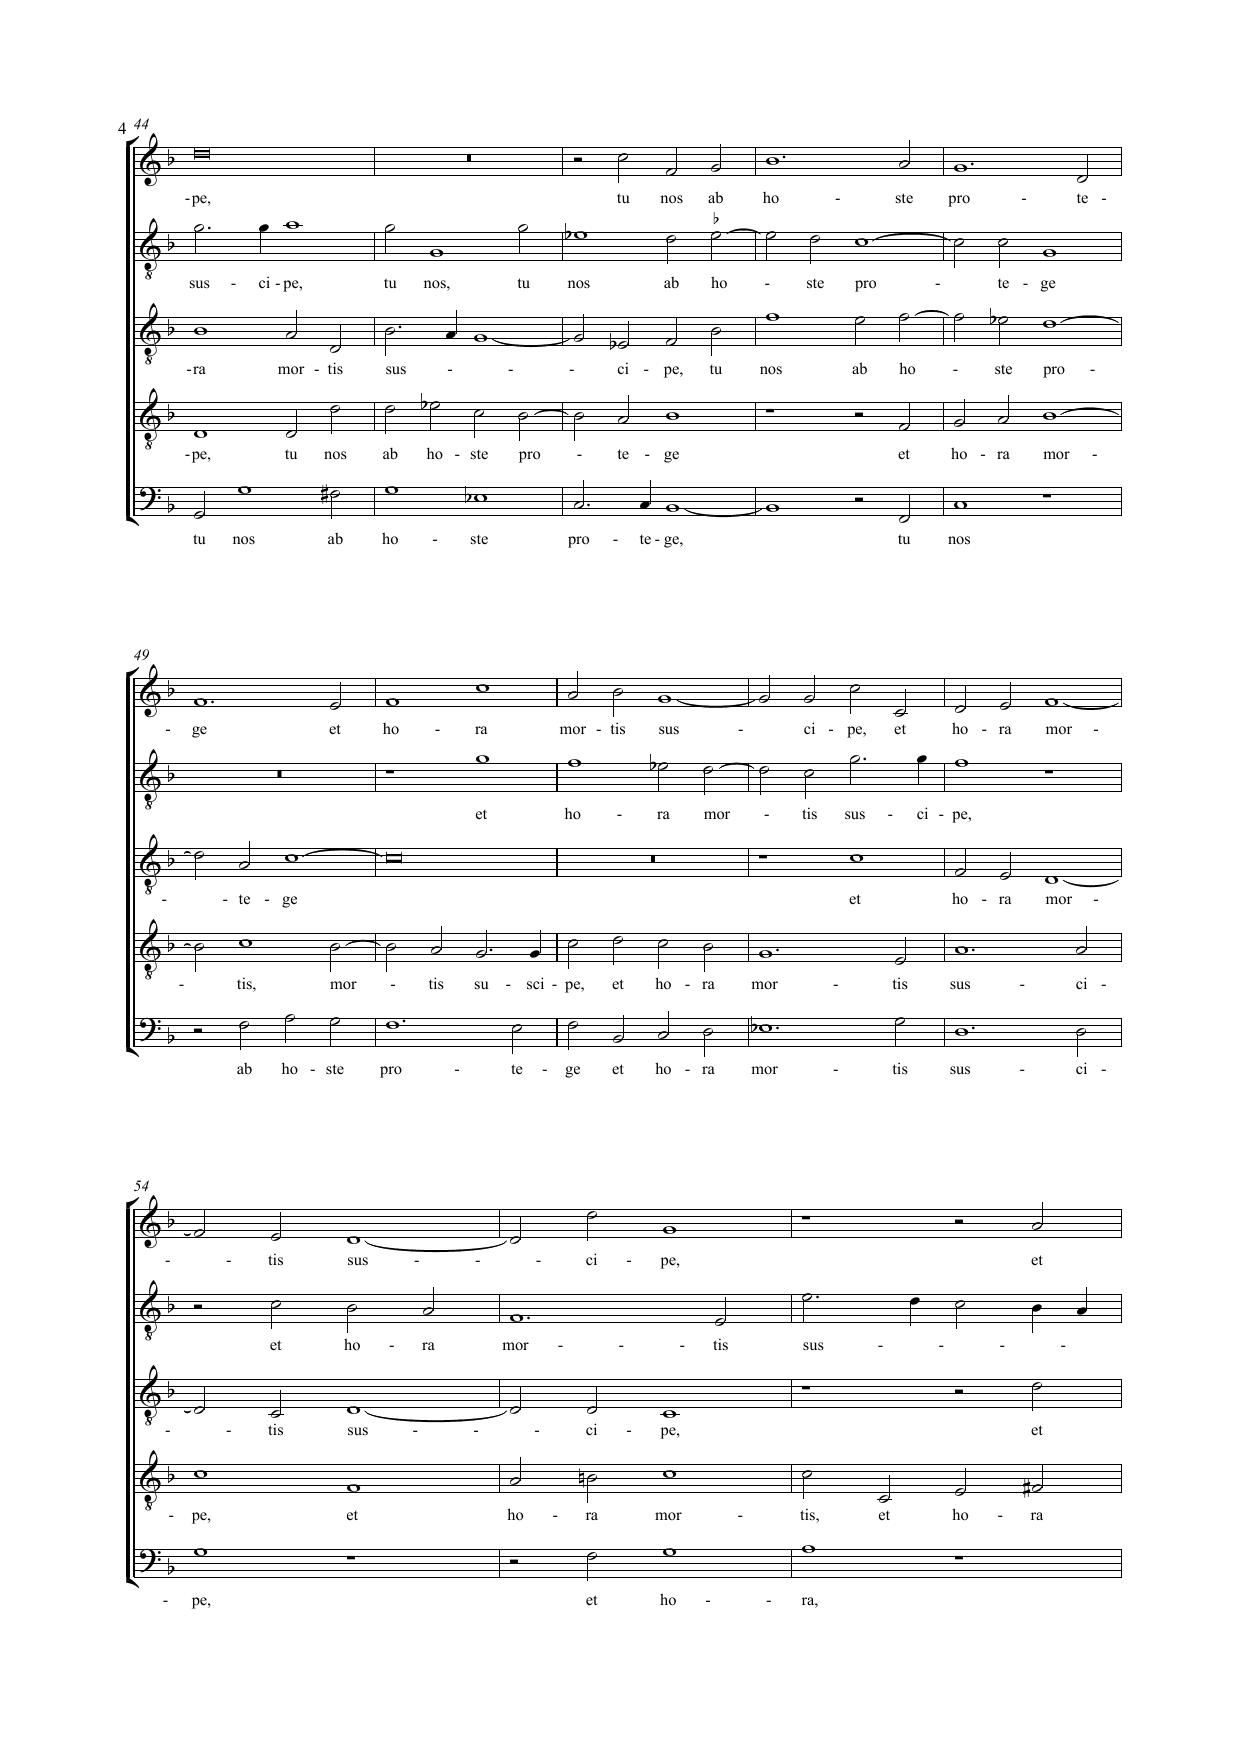 4 44
-pe, tu nos ab ho - ste pro - te -
sus - ci - pe, tu nos, tu nos ab ho - ste pro - te - ge
-ra mor - tis sus - - - ci - pe, tu nos ab ho - ste pro -
-pe, tu nos ab ho - ste pro - te - ge et ho - ra mor -
tu nos ab ho - ste pro - te - ge, tu nos
49
- ge et ho - ra mor - tis sus - ci - pe, et ho - ra mor -
et ho - ra mor - tis sus - ci - pe,
- - te - ge et ho - ra mor -
- tis, mor - tis su - sci - pe, et ho - ra mor - tis sus - ci -
ab ho - ste pro - te - ge et ho - ra mor - tis sus - ci -
54
- - tis sus - - - ci - pe, et
et ho - ra mor - - - tis sus - - - -
- - tis sus - - - ci - pe, et
- pe, et ho - ra mor - tis, et ho - ra
- pe, et ho - - ra,